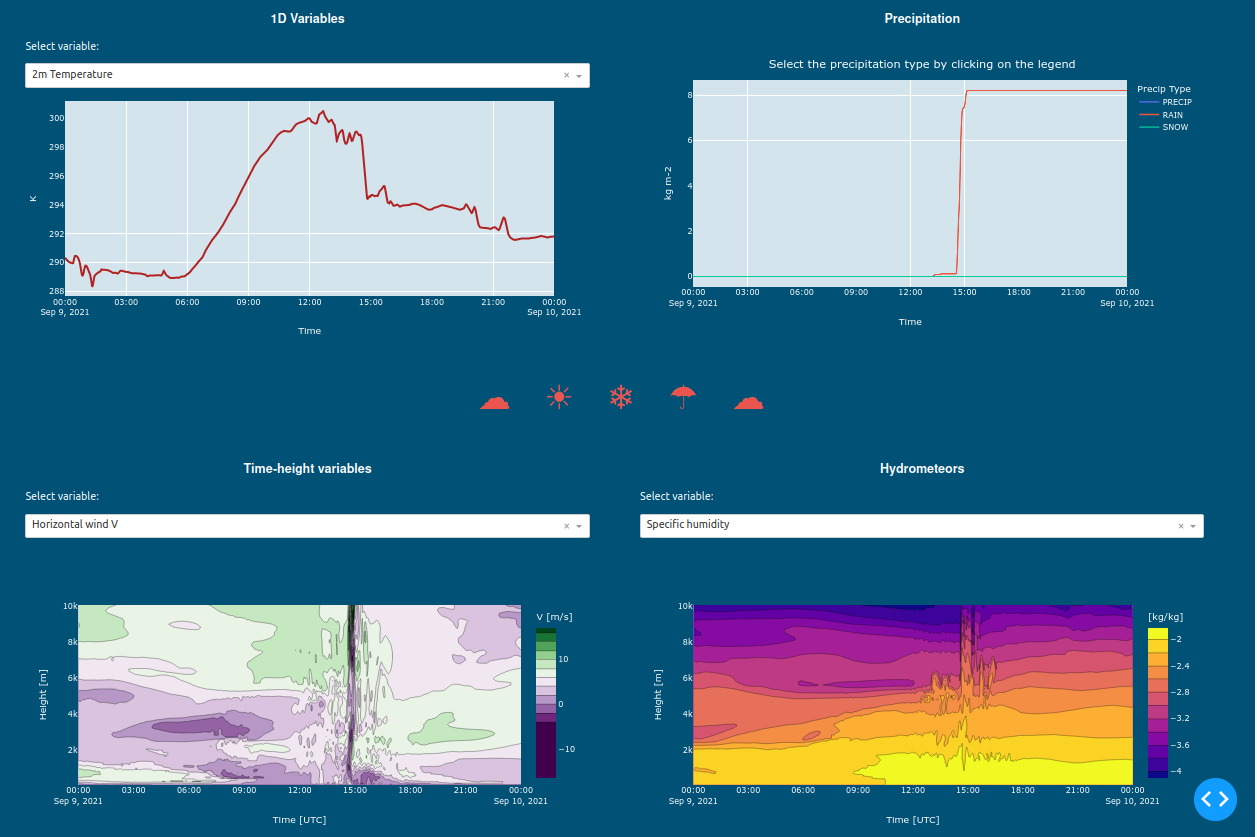 1D Variables
Select variable:
2m Temperature
× 
300
298
296
294
292
290
288
K
00:00 03:00 06:00 09:00 12:00 15:00 18:00 21:00 00:00
Sep 9, 2021 Sep 10, 2021
Time
Precipitation
Select the precipitation type by clicking on the legend
8
6
4
2
0
kg m-2
Precip Type
PRECIP
RAIN
SNOW
00:00 03:00 06:00 09:00 12:00 15:00 18:00 21:00 00:00
Sep 9, 2021 Sep 10, 2021
Time
Time-height variables
Select variable:
Horizontal wind V
×
10k
8k
6k
4k
2k
Height [m]
V [m/s]
10
0
−10
00:00 03:00 06:00 09:00 12:00 15:00 18:00 21:00 00:00
Sep 9, 2021 Sep 10, 2021
Time [UTC]
Hydrometeors
Select variable:
Specific humidity
×
10k
8k
6k
4k
2k
Height [m]
[kg/kg]
−2
−2.4
−2.8
−3.2
−3.6
−4
00:00 03:00 06:00 09:00 12:00 15:00 18:00 21:00 00:00
Sep 9, 2021 Sep 10, 2021
Time [UTC]